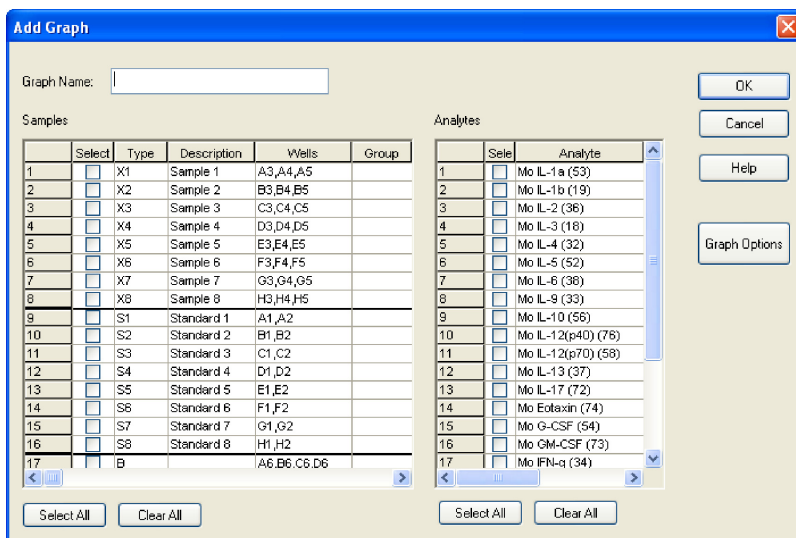 Add Graph
Graph Name:
OK
Samples
Analytes
Cancel
Select Type Description Wells Group
Sele Analyte
Help
1 X1 Sample 1 A3,A4,A5
2 X2 Sample 2 B3,B4,B5
3 X3 Sample 3 C3,C4,C5
4 X4 Sample 4 D3,D4,D5
5 X5 Sample 5 E3,E4,E5
6 X6 Sample 6 F3,F4,F5
7 X7 Sample 7 G3,G4,G5
8 X8 Sample 8 H3,H4,H5
9 S1 Standard 1 A1,A2
10 S2 Standard 2 B1,B2
11 S3 Standard 3 C1,C2
12 S4 Standard 4 D1,D2
13 S5 Standard 5 E1,E2
14 S6 Standard 6 F1,F2
15 S7 Standard 7 G1,G2
16 S8 Standard 8 H1,H2
17 B A6,B6,C6,D6
1 Mo IL-1a (53)
2 Mo IL-1b (19)
3 Mo IL-2 (36)
4 Mo IL-3 (18)
5 Mo IL-4 (32)
6 Mo IL-5 (52)
7 Mo IL-6 (38)
8 Mo IL-9 (33)
9 Mo IL-10 (56)
10 Mo IL-12(p40) (76)
11 Mo IL-12(p70) (58)
12 Mo IL-13 (37)
13 Mo IL-17 (72)
14 Mo Eotaxin (74)
15 Mo G-CSF (54)
16 Mo GM-CSF (73)
17 Mo IFN-g (34)
Graph Options
Select All Clear All
Select All Clear All